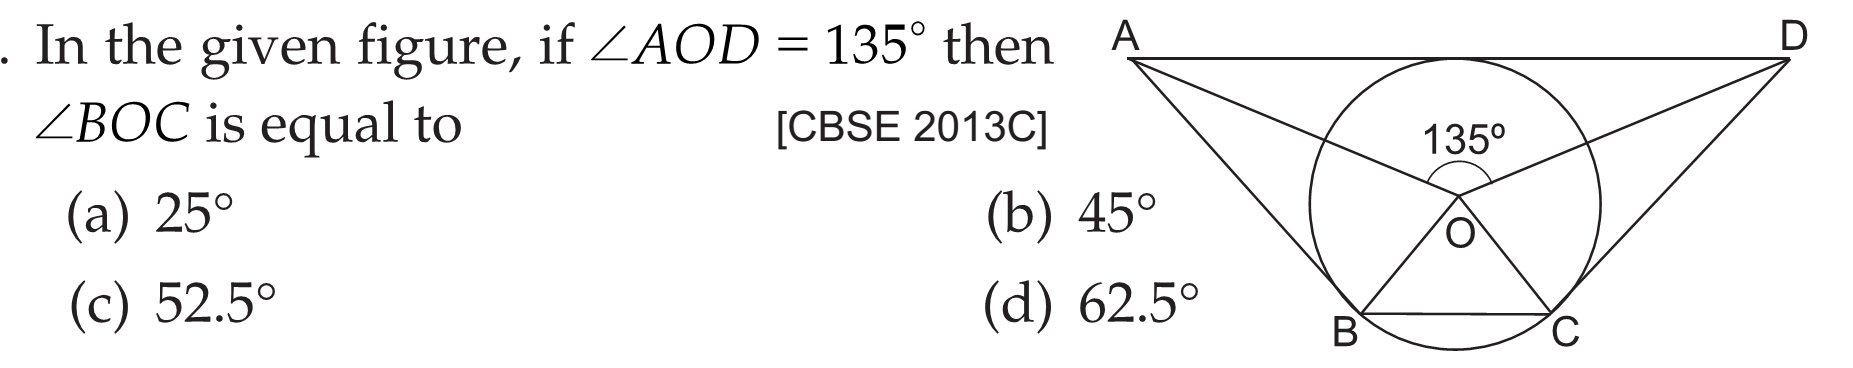 . In the given figure, if ∠AOD = 135° then
∠BOC is equal to [CBSE 2013C]
(a) 25° (b) 45°
(c) 52.5° (d) 62.5°
A D
135º
O
B C